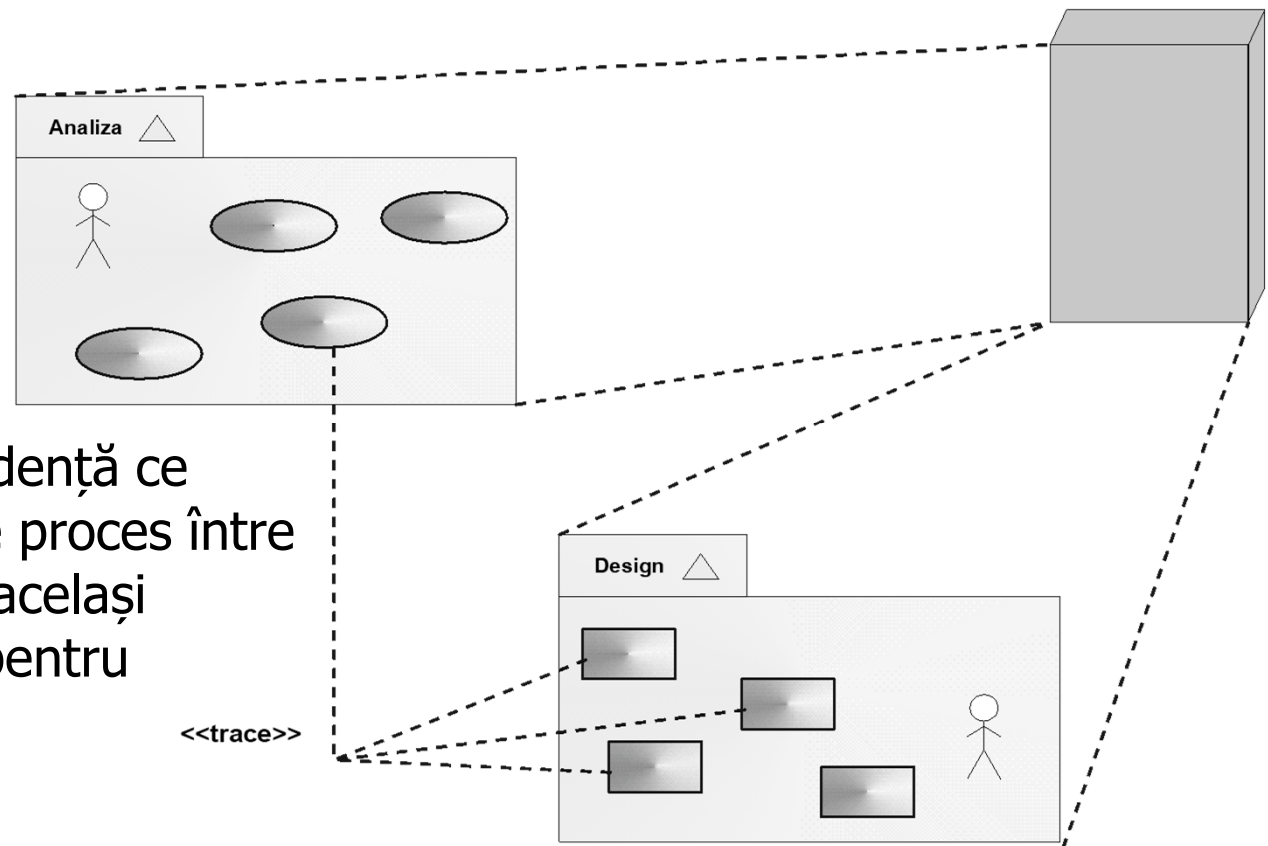 Analiza
dență ce
e proces între
același
pentru
Design
<<trace>>